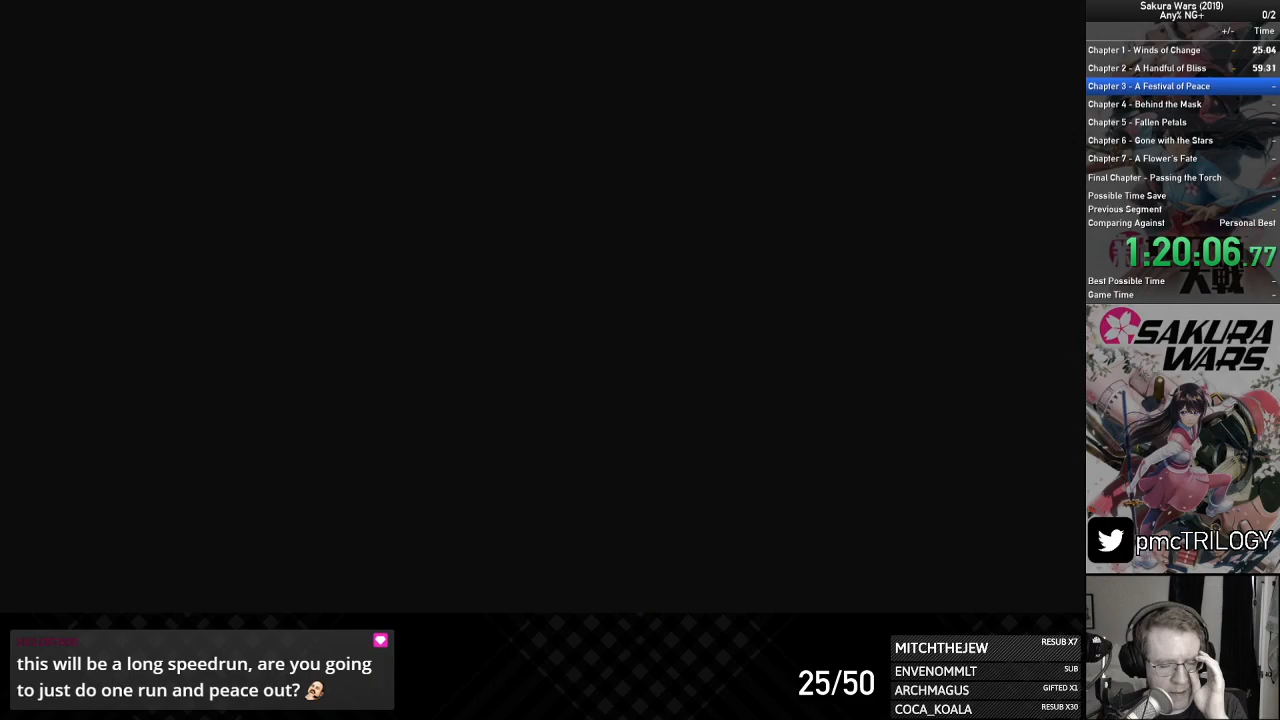 Sakura Wars (2019)
Any% NG+ 0/2
+/- Time
Chapter 1 - Winds of Change - 25.04
Chapter 2 - A Handful of Bliss - 59.31
Chapter 3 - A Festival of Peace -
Chapter 4 - Behind the Mask -
Chapter 5 - Fallen Petals -
Chapter 6 - Gone with the Stars -
Chapter 7 - A Flower's Fate -
Final Chapter - Passing the Torch -
Possible Time Save -
Previous Segment -
Comparing Against Personal Best
1:20:06.77
大戦
Best Possible Time -
Game Time -
SAKURA
WARS
pmcTRILOGY
this will be a long speedrun, are you going
to just do one run and peace out?
25/50
MITCHTHEJEW RESUB X7
ENVENOMMLT SUB
ARCHMAGUS GIFTED X1
COCA_KOALA RESUB X30